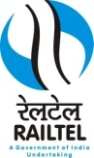 रेलटेल
RAILTEL
A Government of India
Undertaking